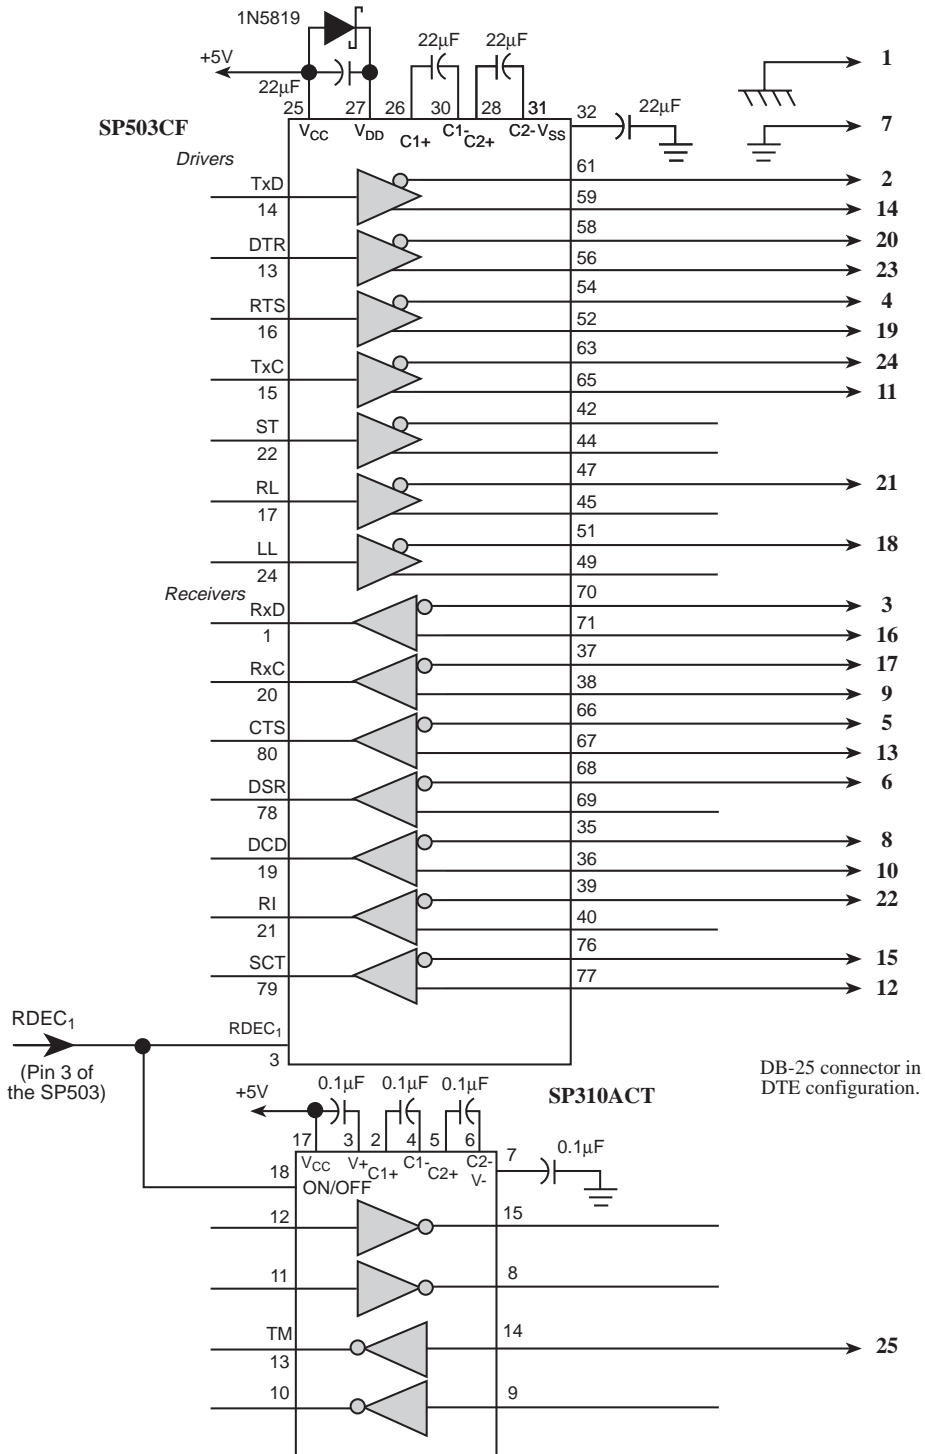 1N5819
22µF 22µF
+5V
22µF
25 27 26 30 28 31 32 22µF
SP503CF
VCC VDD C1+ C1- C2+ C2- VSS
1
7
Drivers
TxD
14
61
59
2
14
DTR
13
58
56
20
23
RTS
16
54
52
4
19
TxC
15
63
65
24
11
ST
22
42
44
RL
17
47
45
21
LL
24
51
49
18
Receivers
RxD
1
70
71
3
16
RxC
20
37
38
17
9
CTS
80
66
67
5
13
DSR
78
68
69
6
DCD
19
35
36
8
10
RI
21
39
40
22
SCT
79
76
77
15
12
RDEC1
RDEC1
3
(Pin 3 of
the SP503)
DB-25 connector in
DTE configuration.
0.1µF 0.1µF 0.1µF
+5V
SP310ACT
17 3 2 4 5 6 7 0.1µF
VCC V+ C1+ C1- C2+ C2- V-
18
ON/OFF
12 15
11 8
TM
13
14
25
10 9